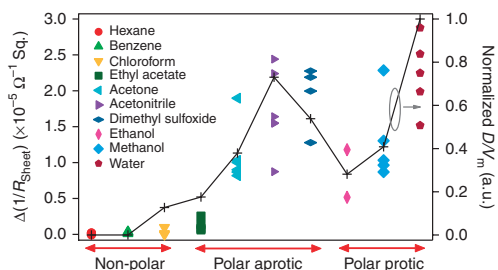 3.0
2.5
2.0
1.5
1.0
0.5
0.0
Δ(1/R_Sheet) (×10⁻⁵ Ω⁻¹ Sq.)
Hexane
Benzene
Chloroform
Ethyl acetate
Acetone
Acetonitrile
Dimethyl sulfoxide
Ethanol
Methanol
Water
1.0
0.8
0.6
0.4
0.2
0.0
Normalized D/V_m (a.u.)
Non-polar Polar aprotic Polar protic